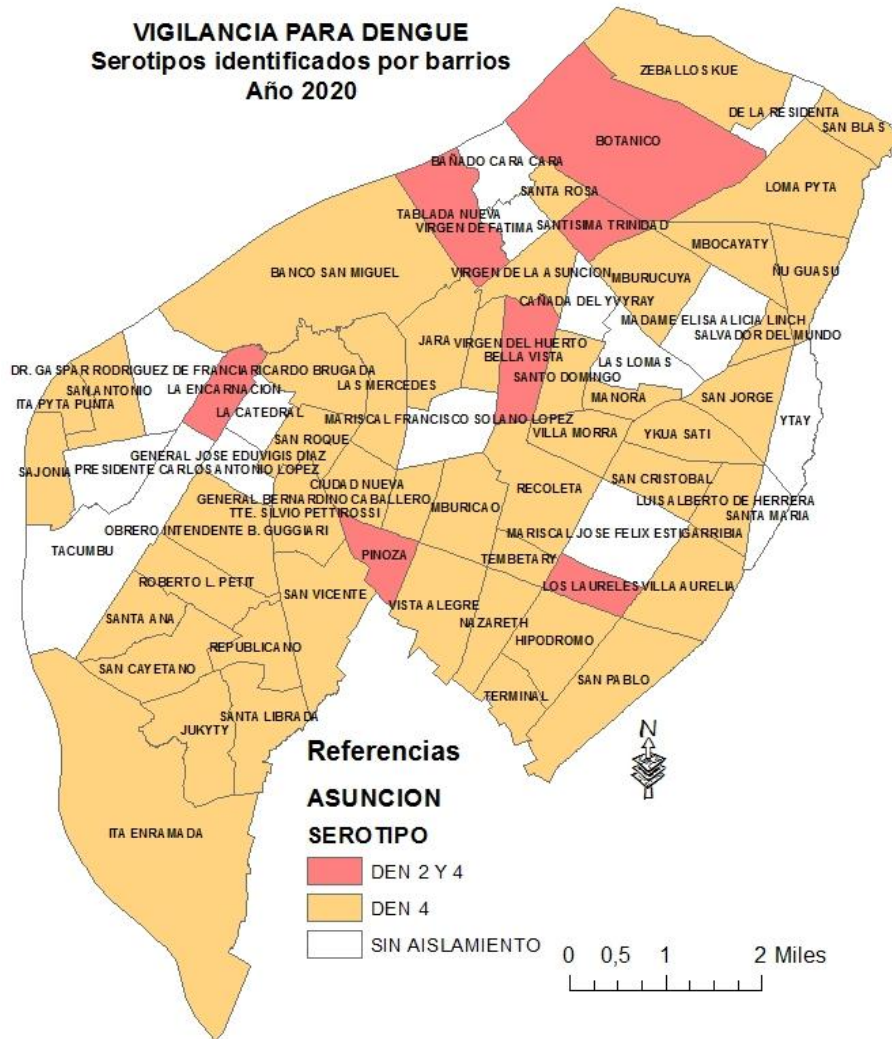 VIGILANCIA PARA DENGUE
Serotipos identificados por barrios
Año 2020
ZEBALLOS KUE
DE LA RESIDENTA
SAN BLAS
BOTANICO
BAÑADO CARA CARA
SANTA ROSA
LOMA PYTA
TABLADA NUEVA
VIRGEN DE FATIMA
SANTISIMA TRINIDAD
MBOCAYATY
BANCO SAN MIGUEL
VIRGEN DE LA ASUNCION
MBURUCUYA
ÑU GUASU
CAÑADA DEL YVYRAY
MADAME ELISA ALICIA LINCH
SALVADOR DEL MUNDO
JARA
VIRGEN DEL HUERTO
BELLA VISTA
LAS LOMAS
DR. GASPAR RODRIGUEZ DE FRANCIA
RICARDO BRUGADA
SANTO DOMINGO
SAN ANTONIO
LA ENCARNACION
LAS MERCEDES
MANORA
SAN JORGE
ITA PYTA PUNTA
LA CATEDRAL
MARISCAL FRANCISCO SOLANO LOPEZ
YTAY
SAN ROQUE
VILLA MORRA
YKUA SATI
GENERAL JOSE EDUVIGIS DIAZ
SAJONIA
PRESIDENTE CARLOS ANTONIO LOPEZ
CIUDAD NUEVA
RECOLETA
SAN CRISTOBAL
GENERAL BERNARDINO CABALLERO
LUIS ALBERTO DE HERRERA
TTE. SILVIO PETTIROSSI
MBURICAO
SANTA MARIA
OBRERO INTENDENTE B. GUGGIARI
MARISCAL JOSE FELIX ESTIGARRIBIA
TACUMBU
PINOZA
TEMBETARY
ROBERTO L. PETIT
SAN VICENTE
LOS LAURELES
VILLA AURELIA
VISTA ALEGRE
SANTA ANA
NAZARETH
REPUBLICANO
HIPODROMO
SAN CAYETANO
SAN PABLO
TERMINAL
JUKYTY
SANTA LIBRADA
N
ITA ENRAMADA
Referencias
ASUNCION
SEROTIPO
DEN 2 Y 4
DEN 4
SIN AISLAMIENTO
0 0,5 1 2 Miles